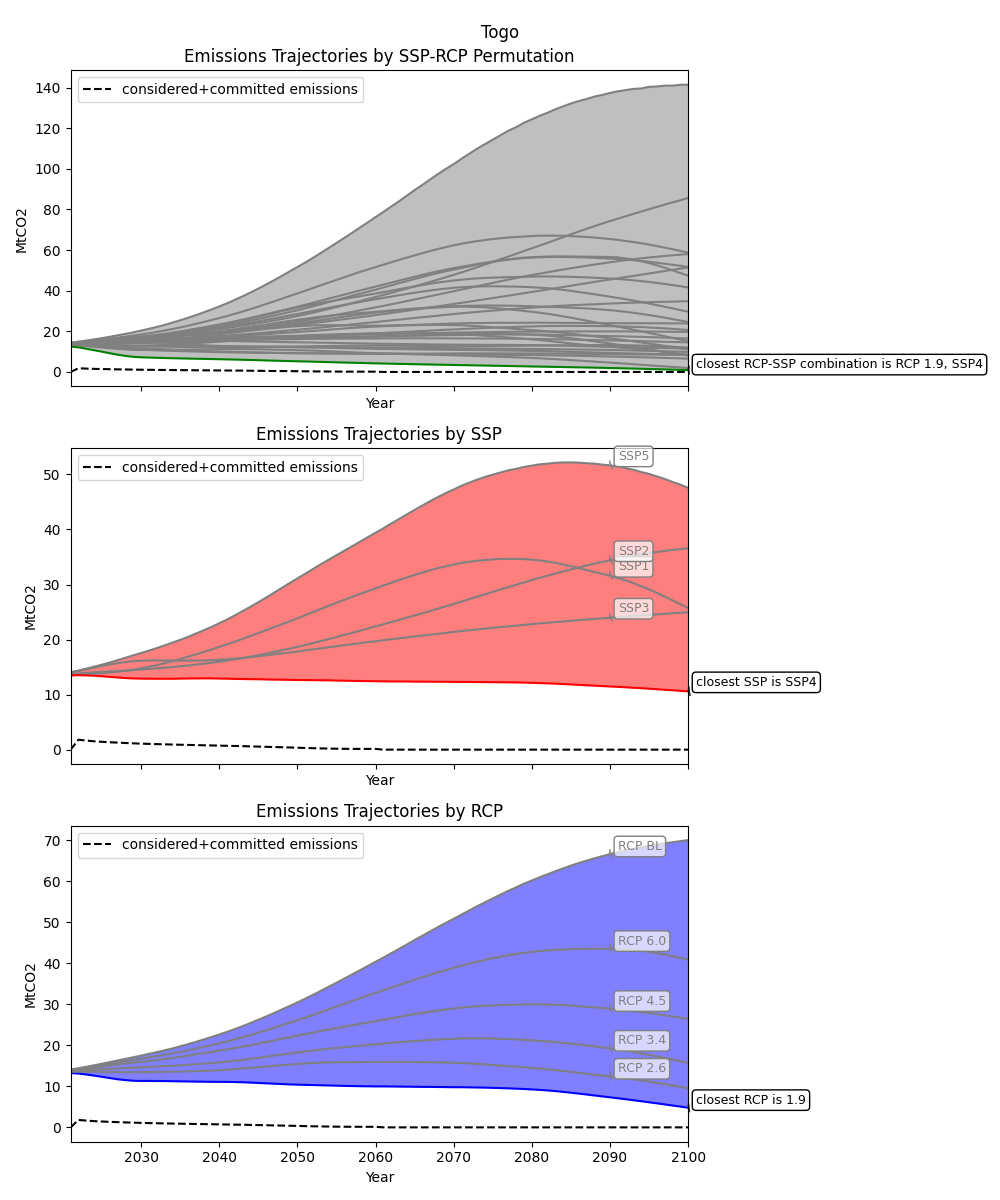 Togo
Emissions Trajectories by SSP-RCP Permutation
considered+committed emissions
140
120
100
80
60
40
20
0
MtCO2
Year
closest RCP-SSP combination is RCP 1.9, SSP4
Emissions Trajectories by SSP
considered+committed emissions
50
40
30
20
10
0
MtCO2
SSP5
SSP2
SSP1
SSP3
closest SSP is SSP4
Year
Emissions Trajectories by RCP
considered+committed emissions
70
60
50
40
30
20
10
0
MtCO2
RCP BL
RCP 6.0
RCP 4.5
RCP 3.4
RCP 2.6
closest RCP is 1.9
2030 2040 2050 2060 2070 2080 2090 2100
Year